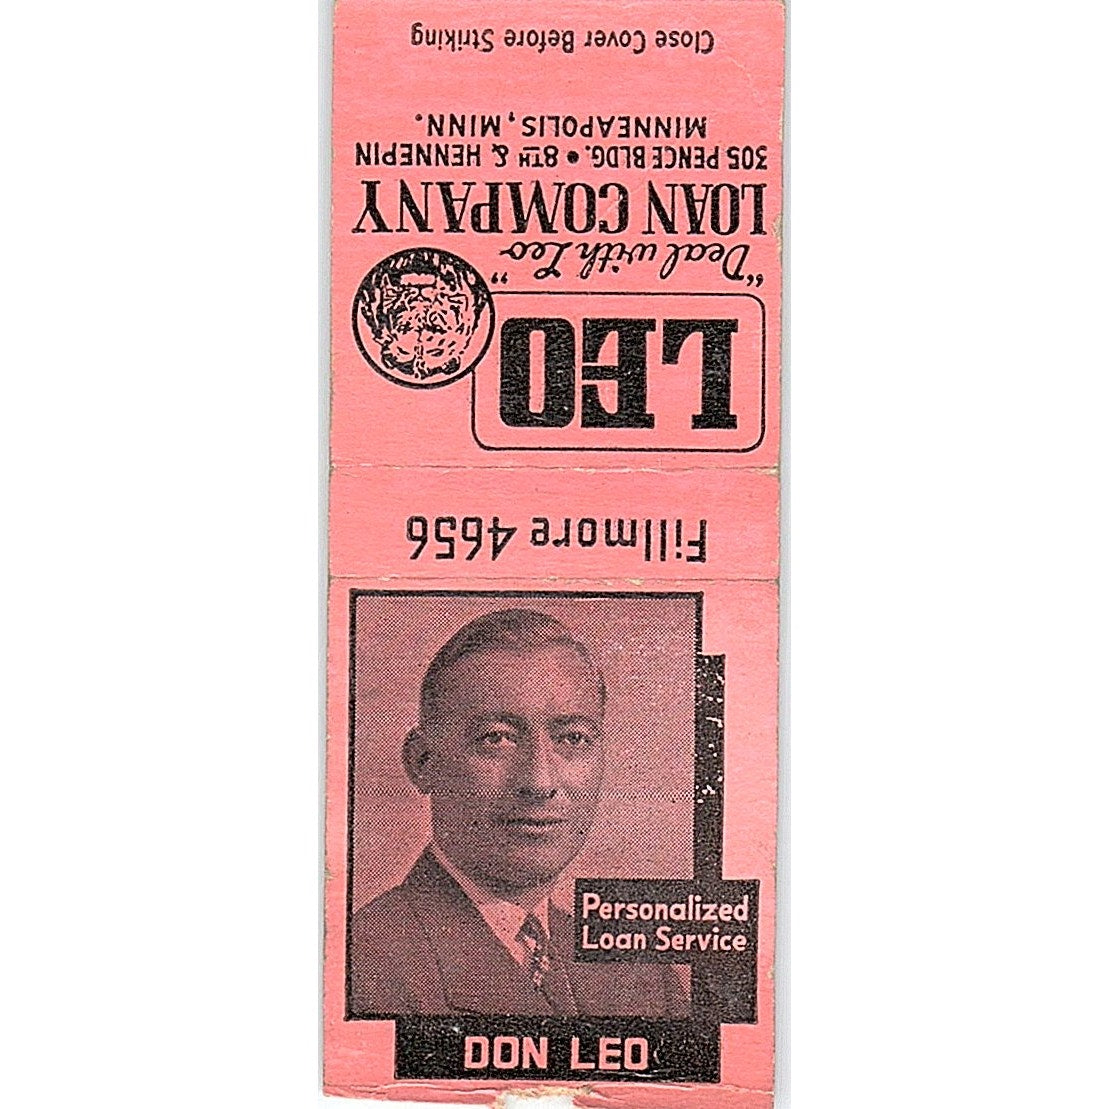 LEO
"Deal with Leo"
LOAN COMPANY
305 PENCE BLDG. • 8TH & HENNEPIN
MINNEAPOLIS, MINN.
Close Cover Before Striking
Fillmore 4656
Personalized
Loan Service
DON LEO